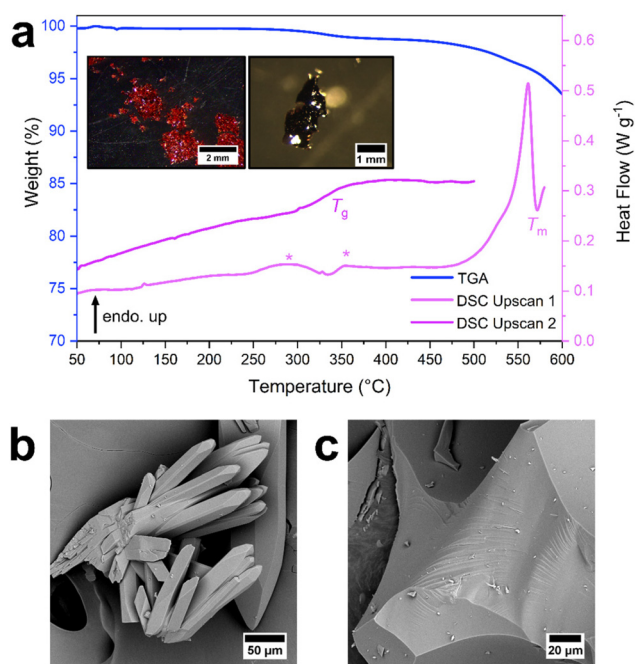 a
100
95
90
85
80
75
70
Weight (%)
2 mm
1 mm
0.5
0.4
0.3
0.2
0.1
0.0
Heat Flow (W g⁻¹)
Tg
Tm
*
*
endo. up
TGA
DSC Upscan 1
DSC Upscan 2
50 100 150 200 250 300 350 400 450 500 550 600
Temperature (°C)
b
50 µm
c
20 µm